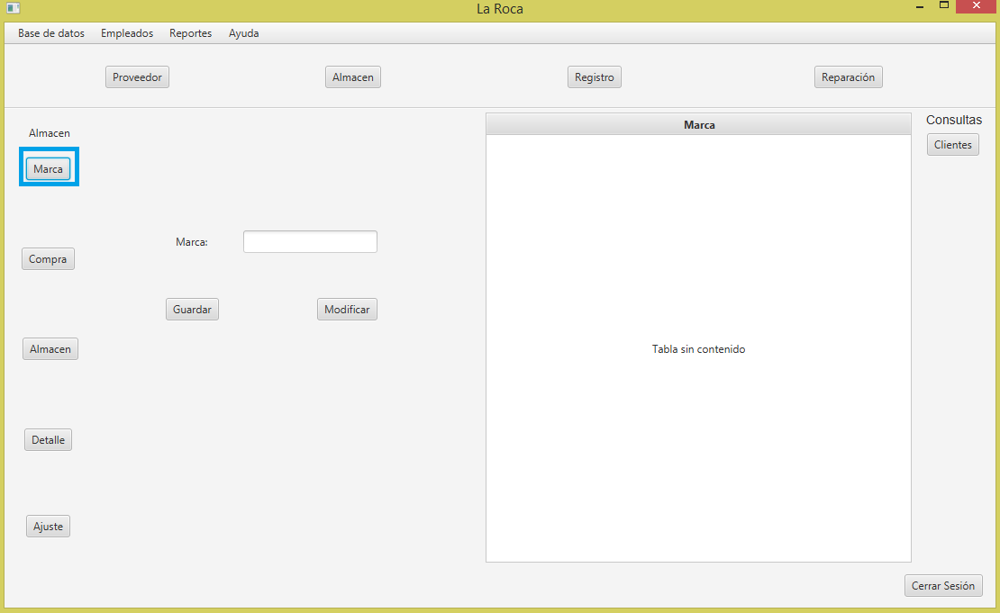 La Roca
Base de datos Empleados Reportes Ayuda
Proveedor Almacen Registro Reparación
Almacen
Marca
Compra
Almacen
Detalle
Ajuste
Marca:
Guardar Modificar
Marca
Tabla sin contenido
Consultas
Clientes
Cerrar Sesión